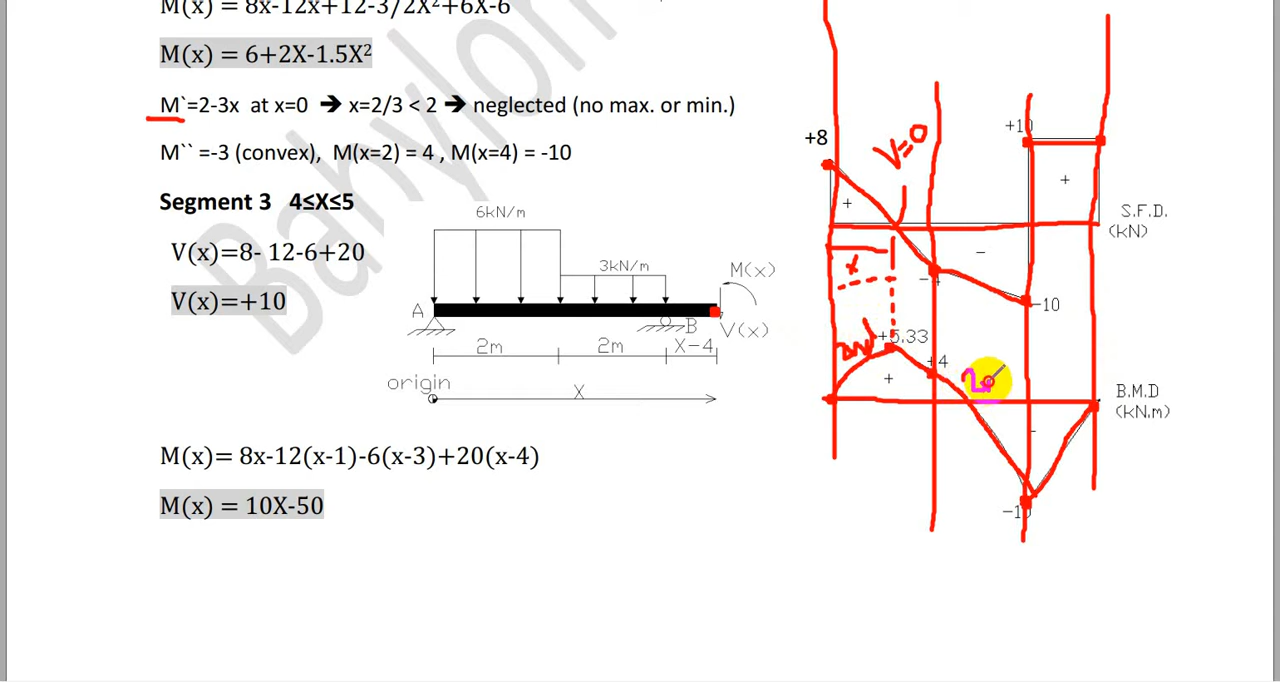 M(x) = 8x-12x+12-3/2X²+6X-6
M(x) = 6+2X-1.5X²
M`=2-3x at x=0 ➔ x=2/3 < 2 ➔ neglected (no max. or min.)
M`` =-3 (convex), M(x=2) = 4 , M(x=4) = -10
Segment 3 4≤X≤5
V(x)=8- 12-6+20
V(x)=+10
6kN/m
3kN/m
M(x)
A
B
V(x)
2m
2m
X-4
origin
X
M(x)= 8x-12(x-1)-6(x-3)+20(x-4)
M(x) = 10X-50
Babylon
+8
V=0
+10
+
+
-
S.F.D.
(kN)
x
-4
-10
+5.33
+4
+
-
B.M.D
(kN.m)